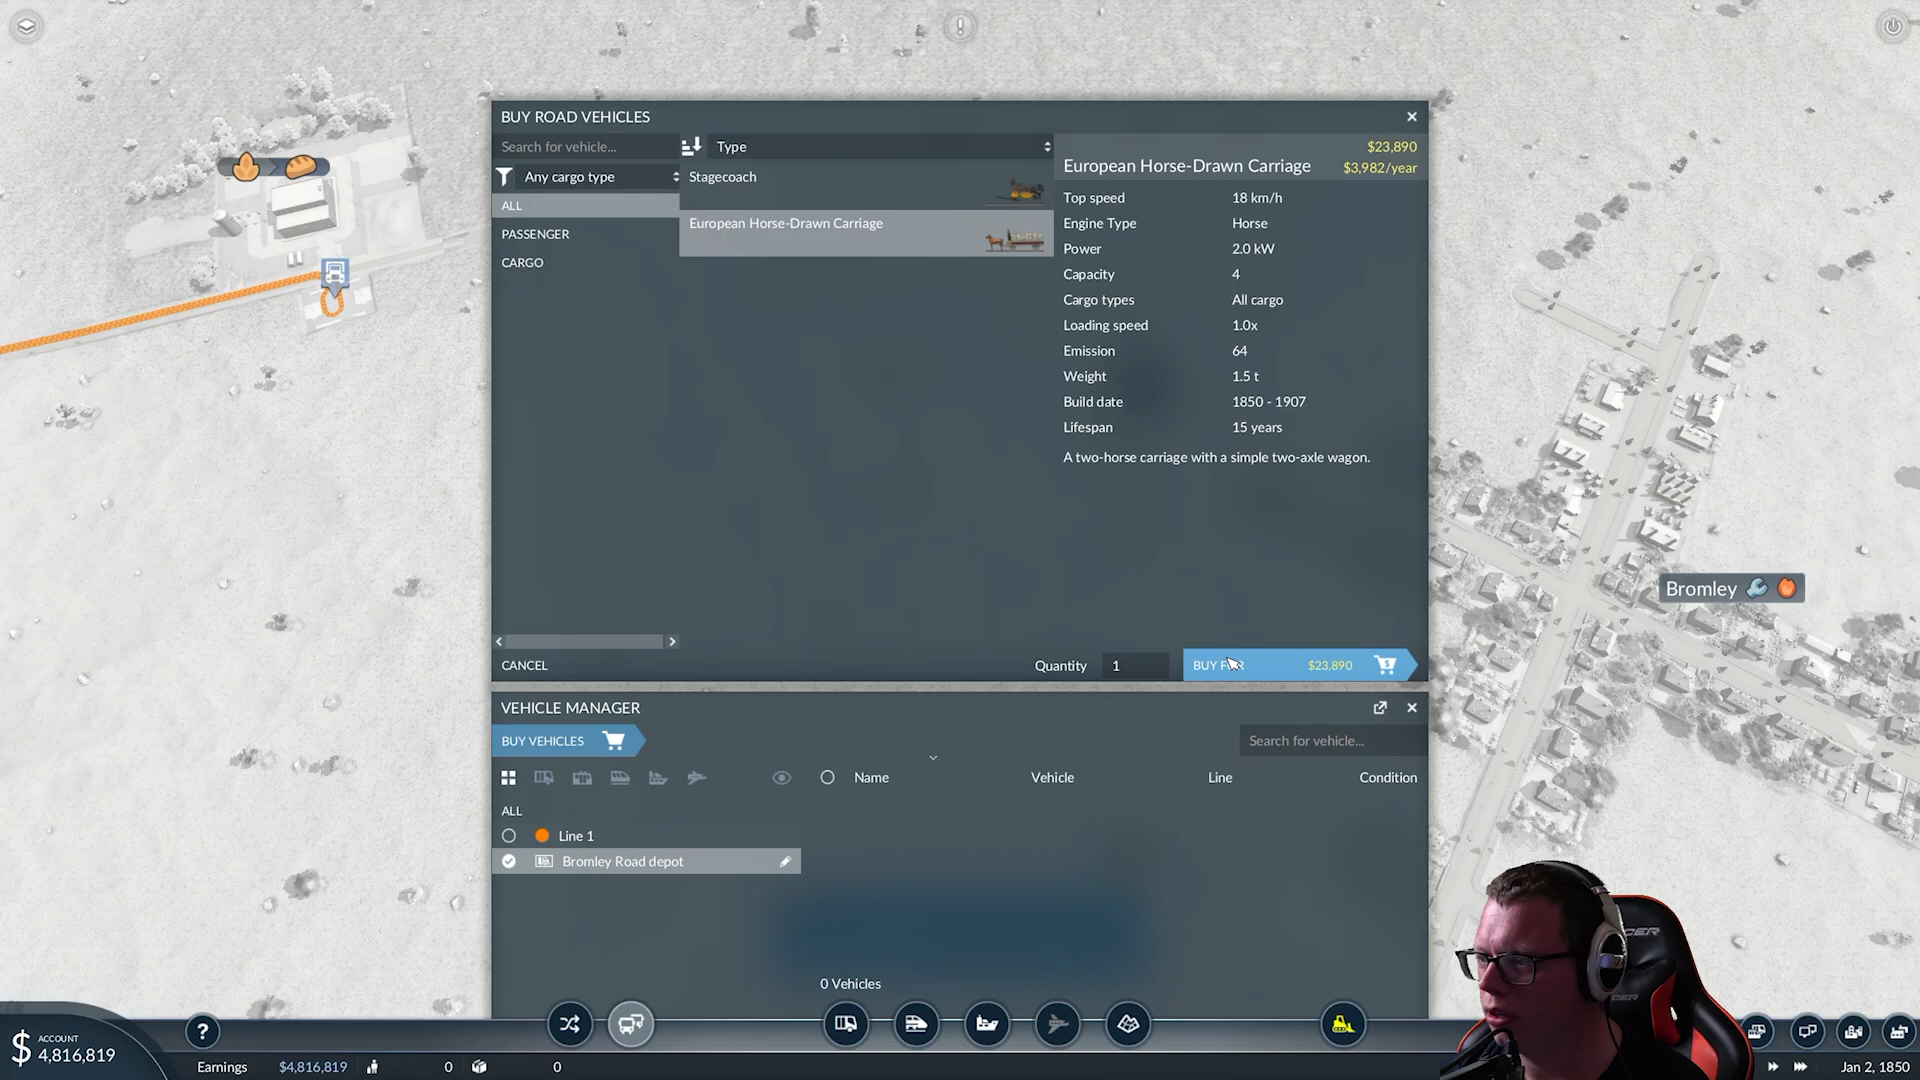 BUY ROAD VEHICLES
Search for vehicle...
Type
$23,890
European Horse-Drawn Carriage
$3,982/year
Any cargo type
Stagecoach
ALL
European Horse-Drawn Carriage
PASSENGER
CARGO
Top speed 18 km/h
Engine Type Horse
Power 2.0 kW
Capacity 4
Cargo types All cargo
Loading speed 1.0x
Emission 64
Weight 1.5 t
Build date 1850 - 1907
Lifespan 15 years
A two-horse carriage with a simple two-axle wagon.
Bromley
CANCEL
Quantity 1
BUY $23,890
VEHICLE MANAGER
BUY VEHICLES
Search for vehicle...
Name Vehicle Line Condition
ALL
Line 1
Bromley Road depot
0 Vehicles
ACCOUNT
$ 4,816,819
?
Earnings $4,816,819 0 0
Jan 2, 1850